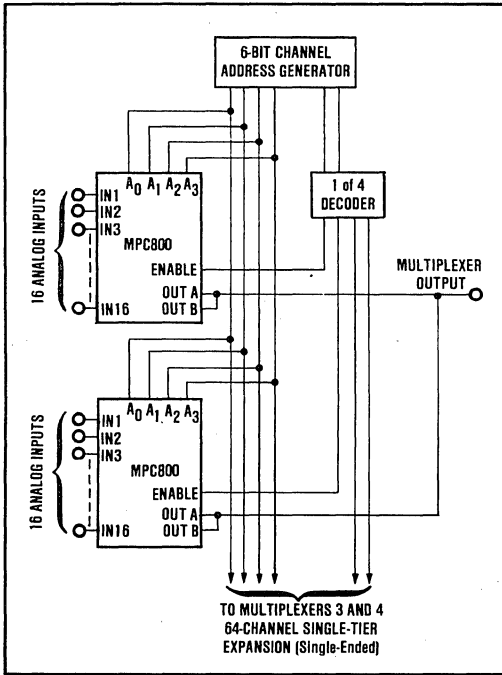 6-BIT CHANNEL
ADDRESS GENERATOR
1 of 4
DECODER
16 ANALOG INPUTS
IN1
IN2
IN3
IN16
A0 A1 A2 A3
MPC800
ENABLE
OUT A
OUT B
MULTIPLEXER
OUTPUT
16 ANALOG INPUTS
IN1
IN2
IN3
IN16
A0 A1 A2 A3
MPC800
ENABLE
OUT A
OUT B
TO MULTIPLEXERS 3 AND 4
64-CHANNEL SINGLE-TIER
EXPANSION (Single-Ended)